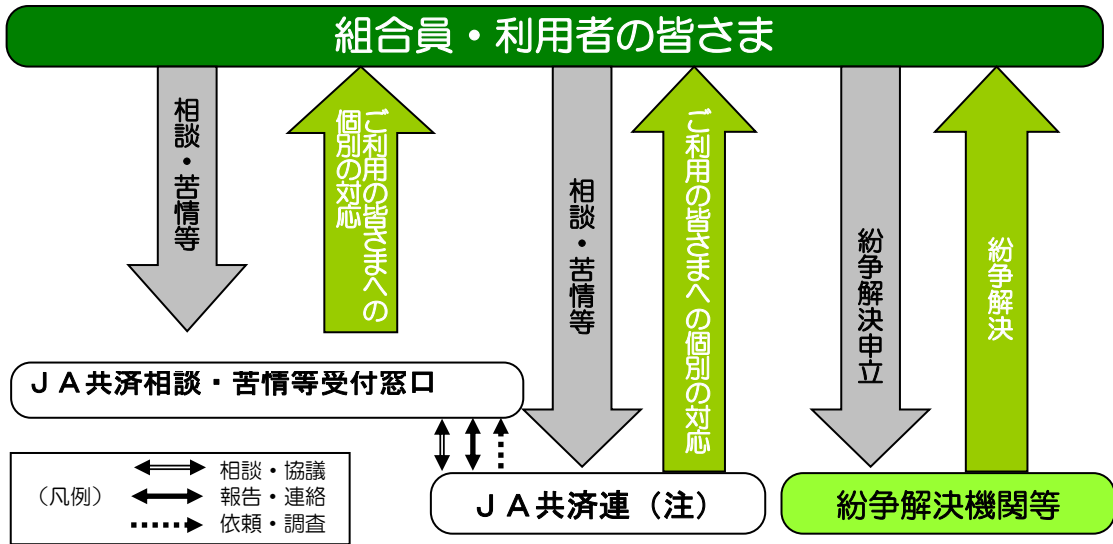 組合員・利用者の皆さま
相談・苦情等
ご利用の皆さまへの
個別の対応
相談・苦情等
ご利用の皆さまへの個別の対応
紛争解決申立
紛争解決
ＪＡ共済相談・苦情等受付窓口
（凡例）
相談・協議
報告・連絡
依頼・調査
ＪＡ共済連（注）
紛争解決機関等